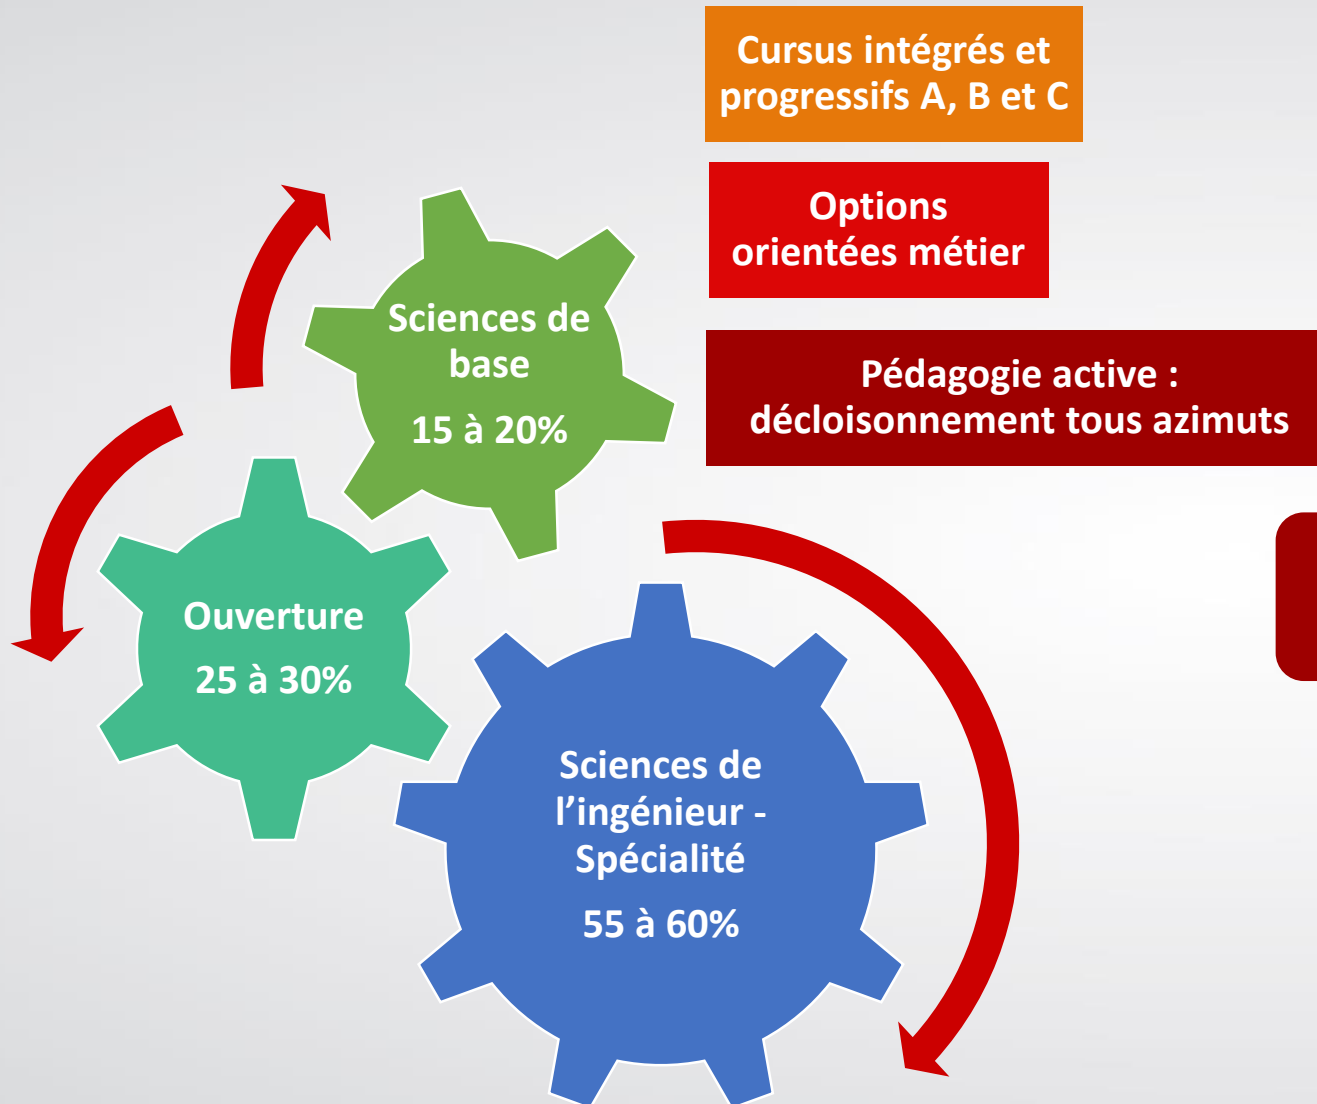 Cursus intégrés et
progressifs A, B et C
Options
orientées métier
Pédagogie active :
décloisonnement tous azimuts
Sciences de
base
15 à 20%
Ouverture
25 à 30%
Sciences de
l’ingénieur -
Spécialité
55 à 60%